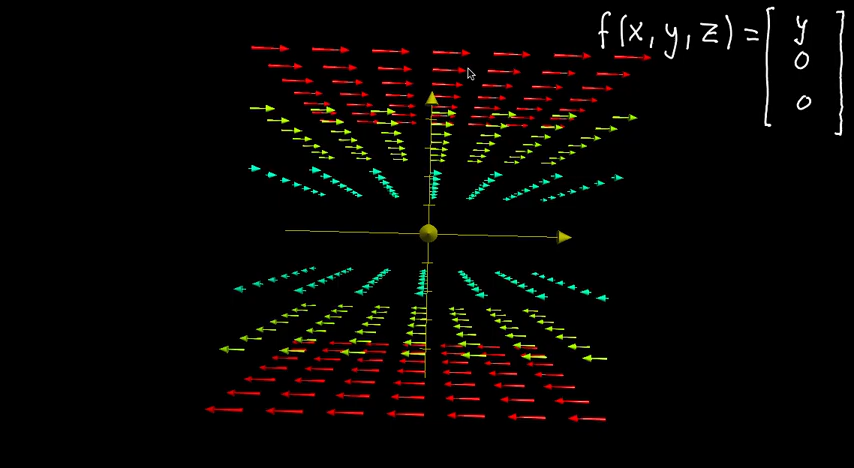 f(x, y, z) = [ y
0
0 ]